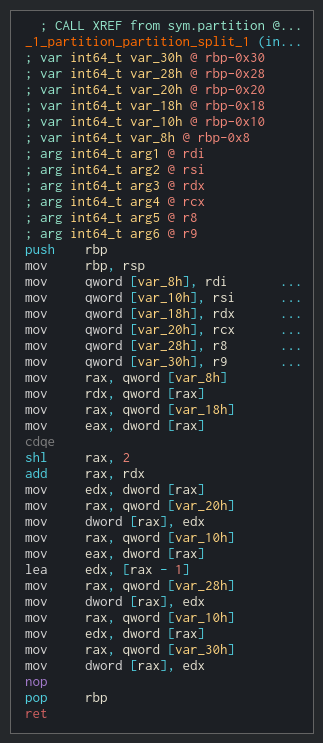 ; CALL XREF from sym.partition @...
_1_partition_partition_split_1 (in...
; var int64_t var_30h @ rbp-0x30
; var int64_t var_28h @ rbp-0x28
; var int64_t var_20h @ rbp-0x20
; var int64_t var_18h @ rbp-0x18
; var int64_t var_10h @ rbp-0x10
; var int64_t var_8h @ rbp-0x8
; arg int64_t arg1 @ rdi
; arg int64_t arg2 @ rsi
; arg int64_t arg3 @ rdx
; arg int64_t arg4 @ rcx
; arg int64_t arg5 @ r8
; arg int64_t arg6 @ r9
push rbp
mov rbp, rsp
mov qword [var_8h], rdi ...
mov qword [var_10h], rsi ...
mov qword [var_18h], rdx ...
mov qword [var_20h], rcx ...
mov qword [var_28h], r8 ...
mov qword [var_30h], r9 ...
mov rax, qword [var_8h]
mov rdx, qword [rax]
mov rax, qword [var_18h]
mov eax, dword [rax]
cdqe
shl rax, 2
add rax, rdx
mov edx, dword [rax]
mov rax, qword [var_20h]
mov dword [rax], edx
mov rax, qword [var_10h]
mov eax, dword [rax]
lea edx, [rax - 1]
mov rax, qword [var_28h]
mov dword [rax], edx
mov rax, qword [var_10h]
mov edx, dword [rax]
mov rax, qword [var_30h]
mov dword [rax], edx
nop
pop rbp
ret